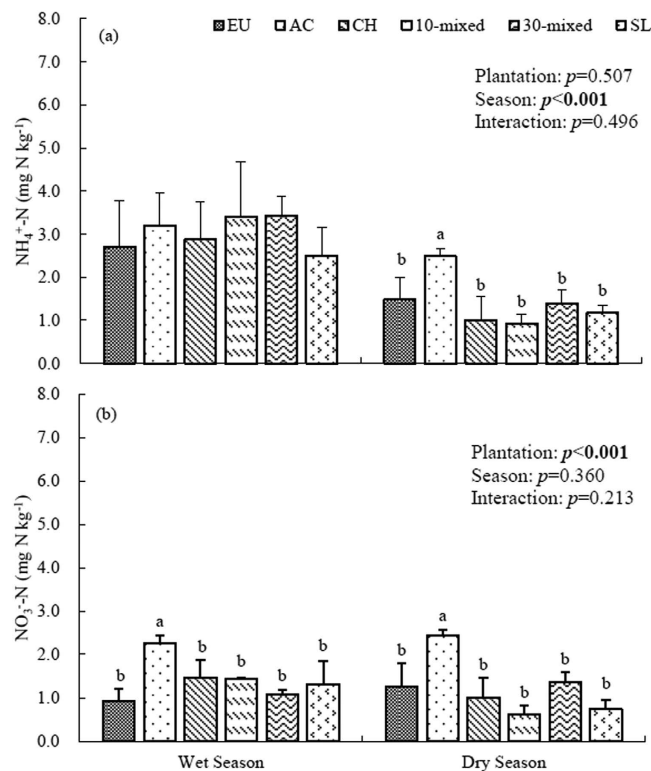 (a)
EU AC CH 10-mixed 30-mixed SL
8.0
7.0
6.0
5.0
4.0
3.0
2.0
1.0
0.0
NH₄⁺-N (mg N kg⁻¹)
Plantation: p=0.507
Season: p<0.001
Interaction: p=0.496
b a b b b b
(b)
8.0
7.0
6.0
5.0
4.0
3.0
2.0
1.0
0.0
NO₃⁻-N (mg N kg⁻¹)
Plantation: p<0.001
Season: p=0.360
Interaction: p=0.213
b a b b b b
b a b b b b
Wet Season Dry Season